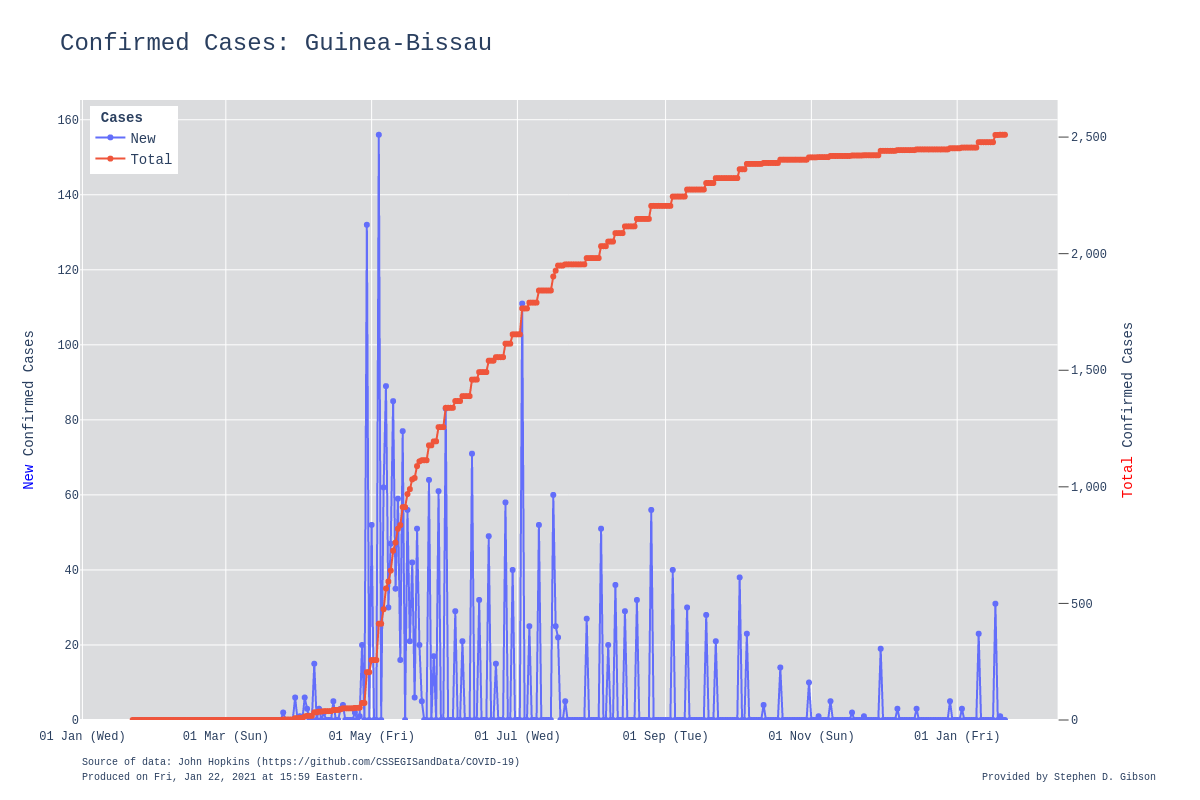 Confirmed Cases: Guinea-Bissau
Cases
New
Total
160
140
120
100
80
60
40
20
0
New Confirmed Cases
2,500
2,000
1,500
1,000
500
0
Total Confirmed Cases
01 Jan (Wed) 01 Mar (Sun) 01 May (Fri) 01 Jul (Wed) 01 Sep (Tue) 01 Nov (Sun) 01 Jan (Fri)
Source of data: John Hopkins (https://github.com/CSSEGISandData/COVID-19)
Produced on Fri, Jan 22, 2021 at 15:59 Eastern.
Provided by Stephen D. Gibson